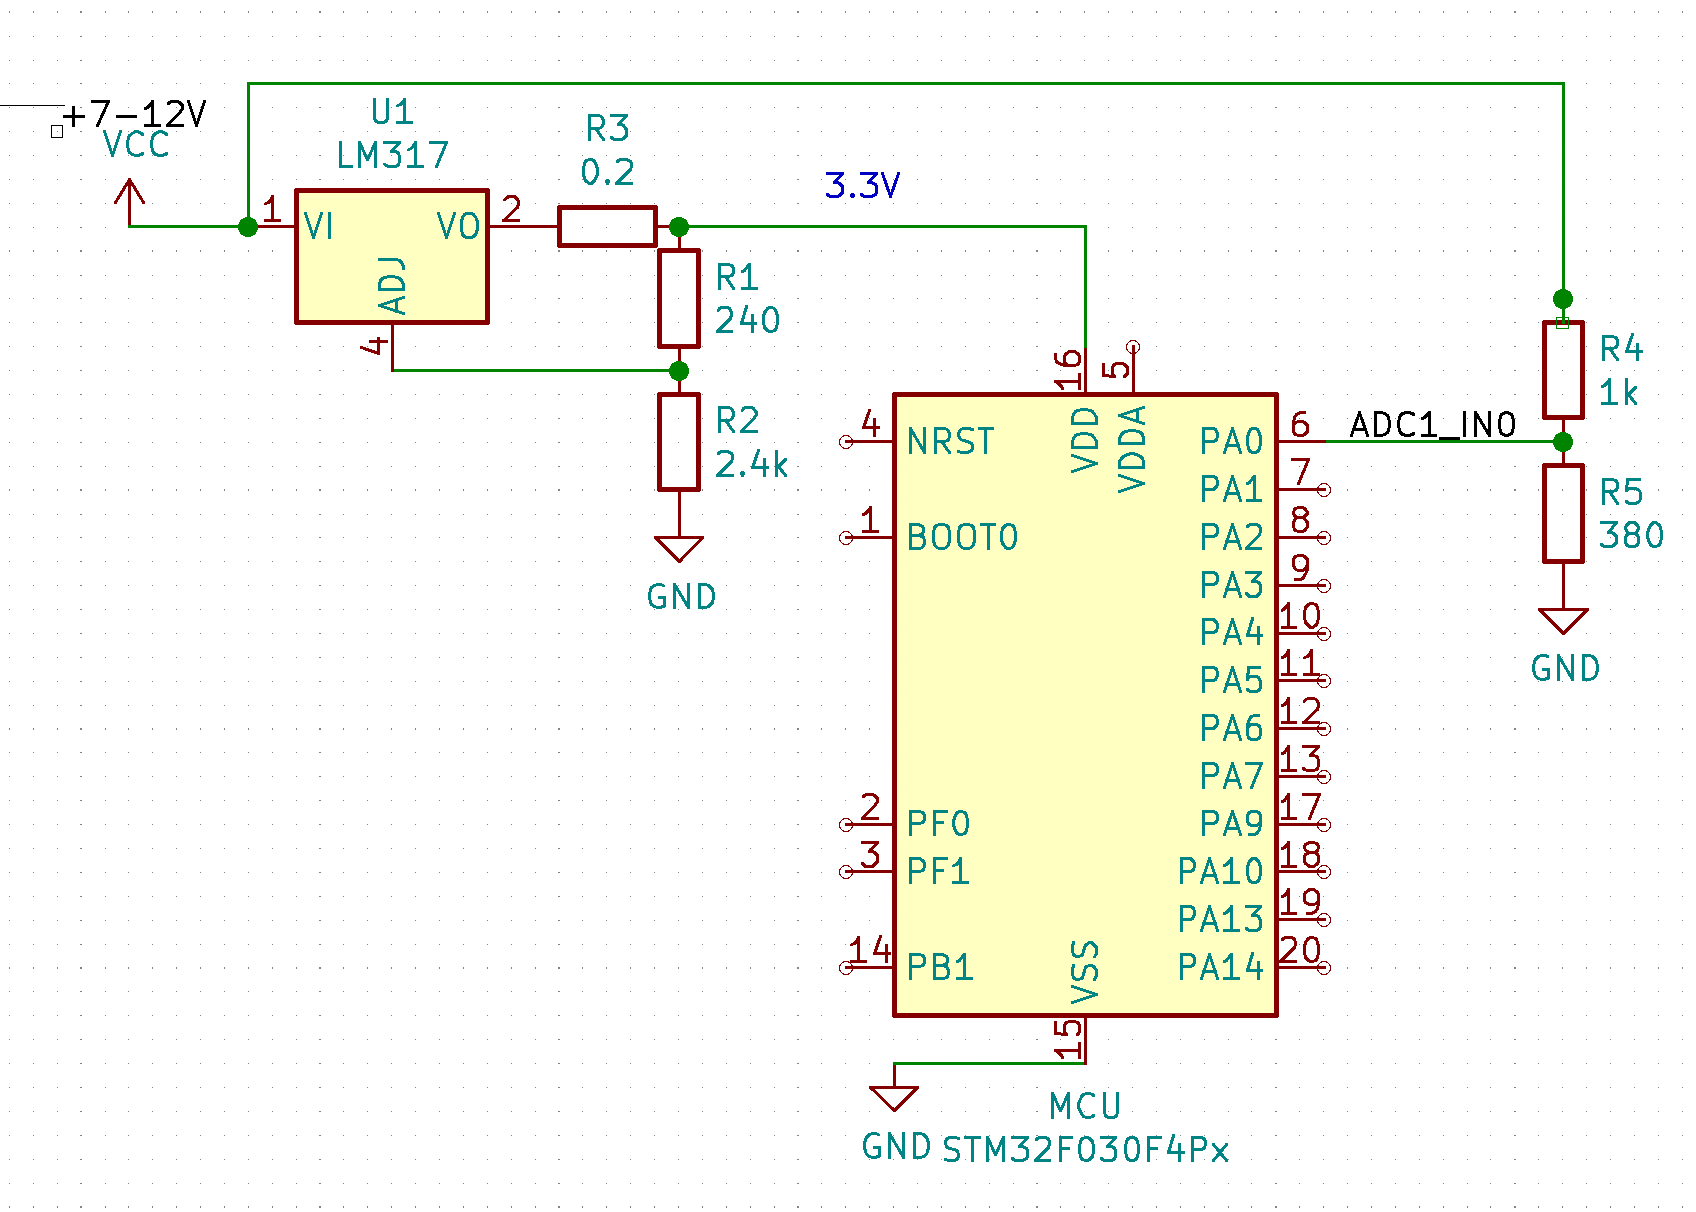 +7-12V
VCC
U1
LM317
1
VI
VO
2
ADJ
4
R3
0.2
3.3V
R1
240
R2
2.4k
GND
16
5
VDD
VDDA
4
NRST
1
BOOT0
2
PF0
3
PF1
14
PB1
PA0
6
ADC1_IN0
PA1
7
PA2
8
PA3
9
PA4
10
PA5
11
PA6
12
PA7
13
PA9
17
PA10
18
PA13
19
PA14
20
VSS
15
GND
MCU
STM32F030F4Px
R4
1k
R5
380
GND